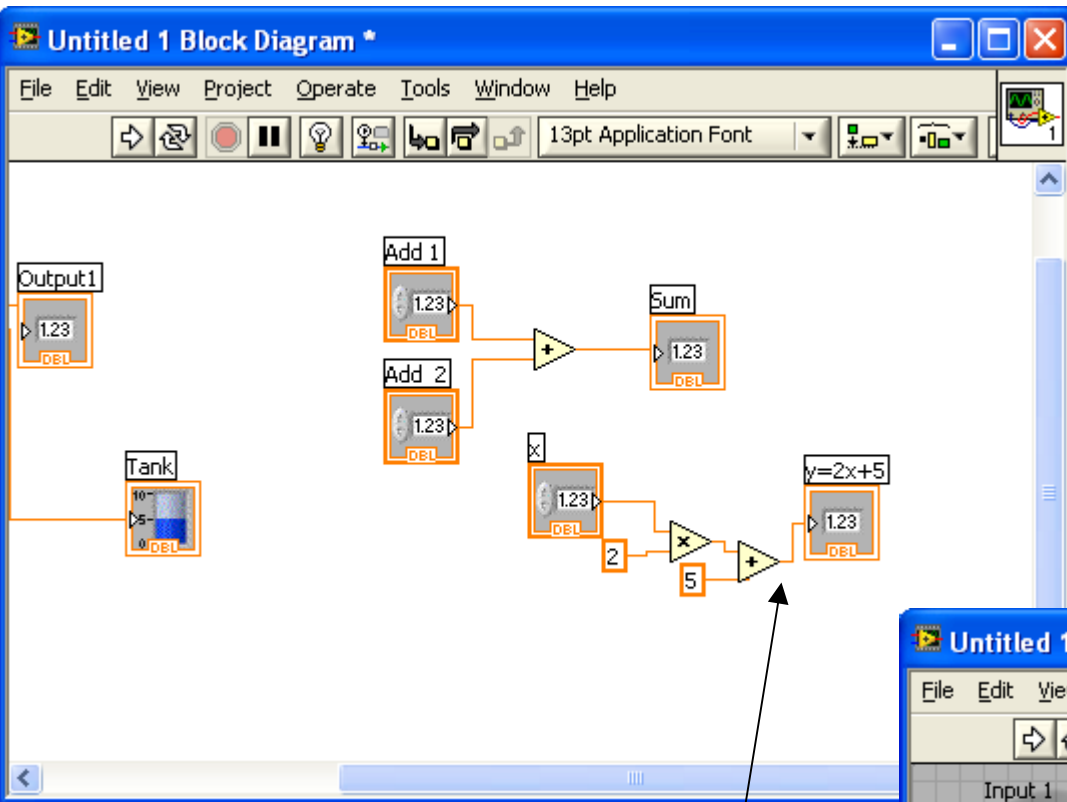 Untitled 1 Block Diagram *
File Edit View Project Operate Tools Window Help
13pt Application Font
1
Add 1
1.23
DBL
Output1
1.23
DBL
Sum
1.23
DBL
Add 2
1.23
DBL
x
1.23
DBL
Tank
10
5
0
DBL
y=2x+5
1.23
DBL
2
5
Untitled 1
File Edit Vie
Input 1